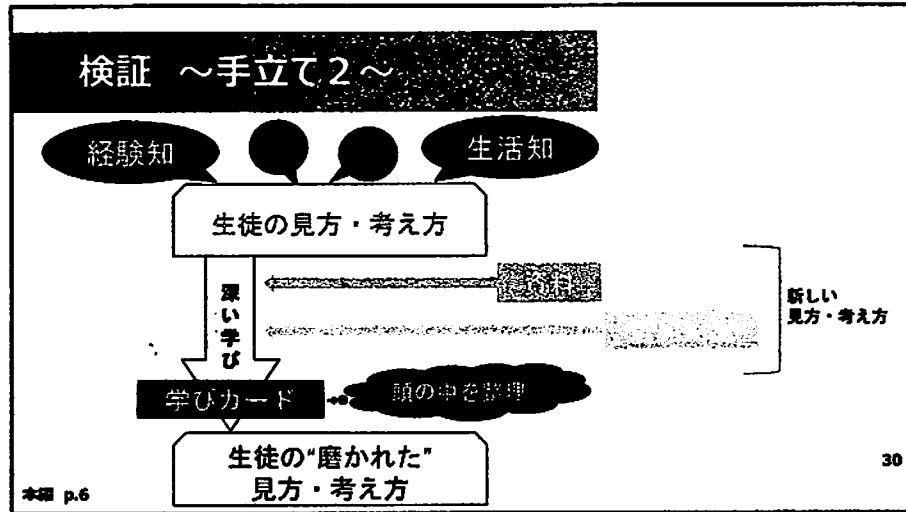 検証 ～手立て2～
経験知
生活知
生徒の見方・考え方
深い学び
資料
新しい
見方・考え方
学びカード
頭の中を整理
生徒の“磨かれた”
見方・考え方
本編 p.6
30